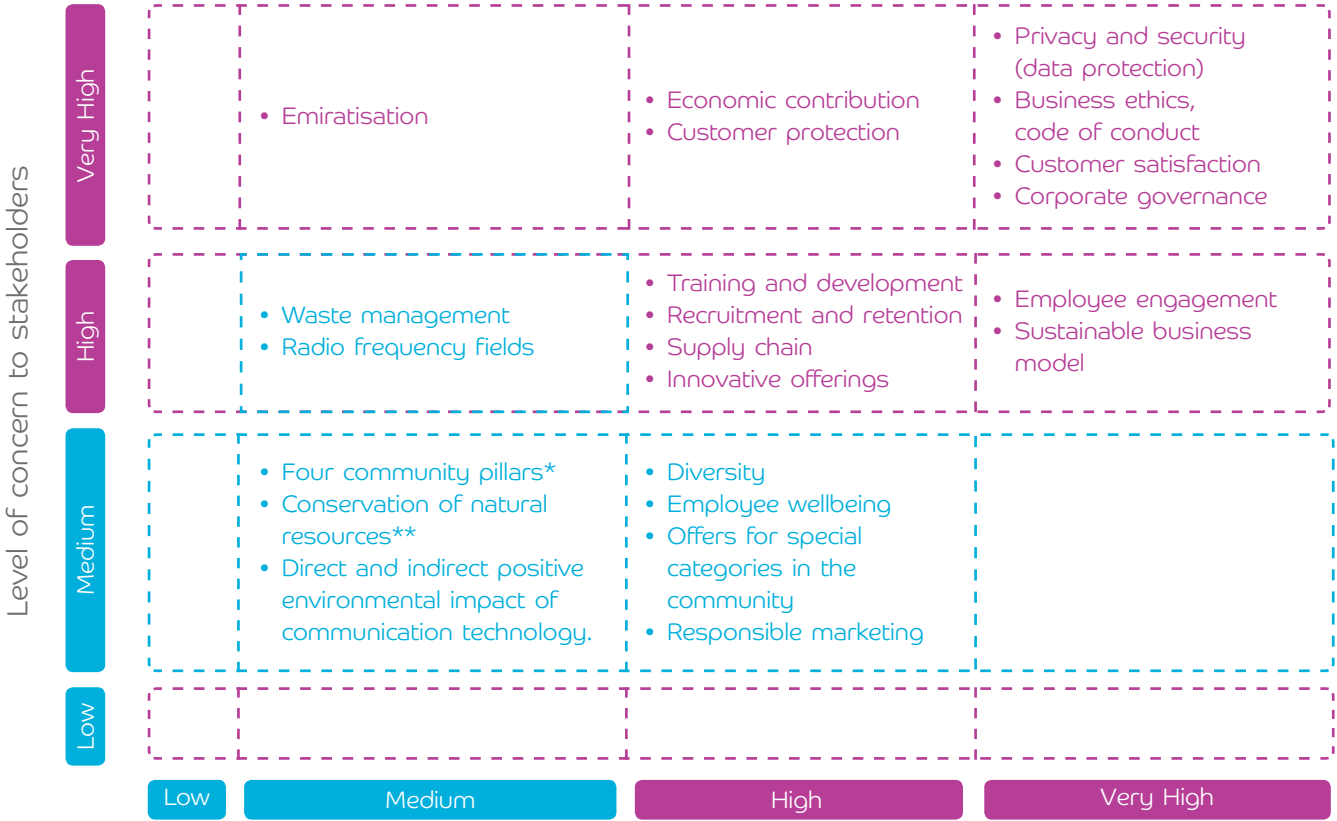 Level of concern to stakeholders
Very High
• Emiratisation
• Economic contribution
• Customer protection
• Privacy and security
(data protection)
• Business ethics,
code of conduct
• Customer satisfaction
• Corporate governance
High
• Waste management
• Radio frequency fields
• Training and development
• Recruitment and retention
• Supply chain
• Innovative offerings
• Employee engagement
• Sustainable business
model
Medium
• Four community pillars*
• Conservation of natural
resources**
• Direct and indirect positive
environmental impact of
communication technology.
• Diversity
• Employee wellbeing
• Offers for special
categories in the
community
• Responsible marketing
Low
Low
Medium
High
Very High